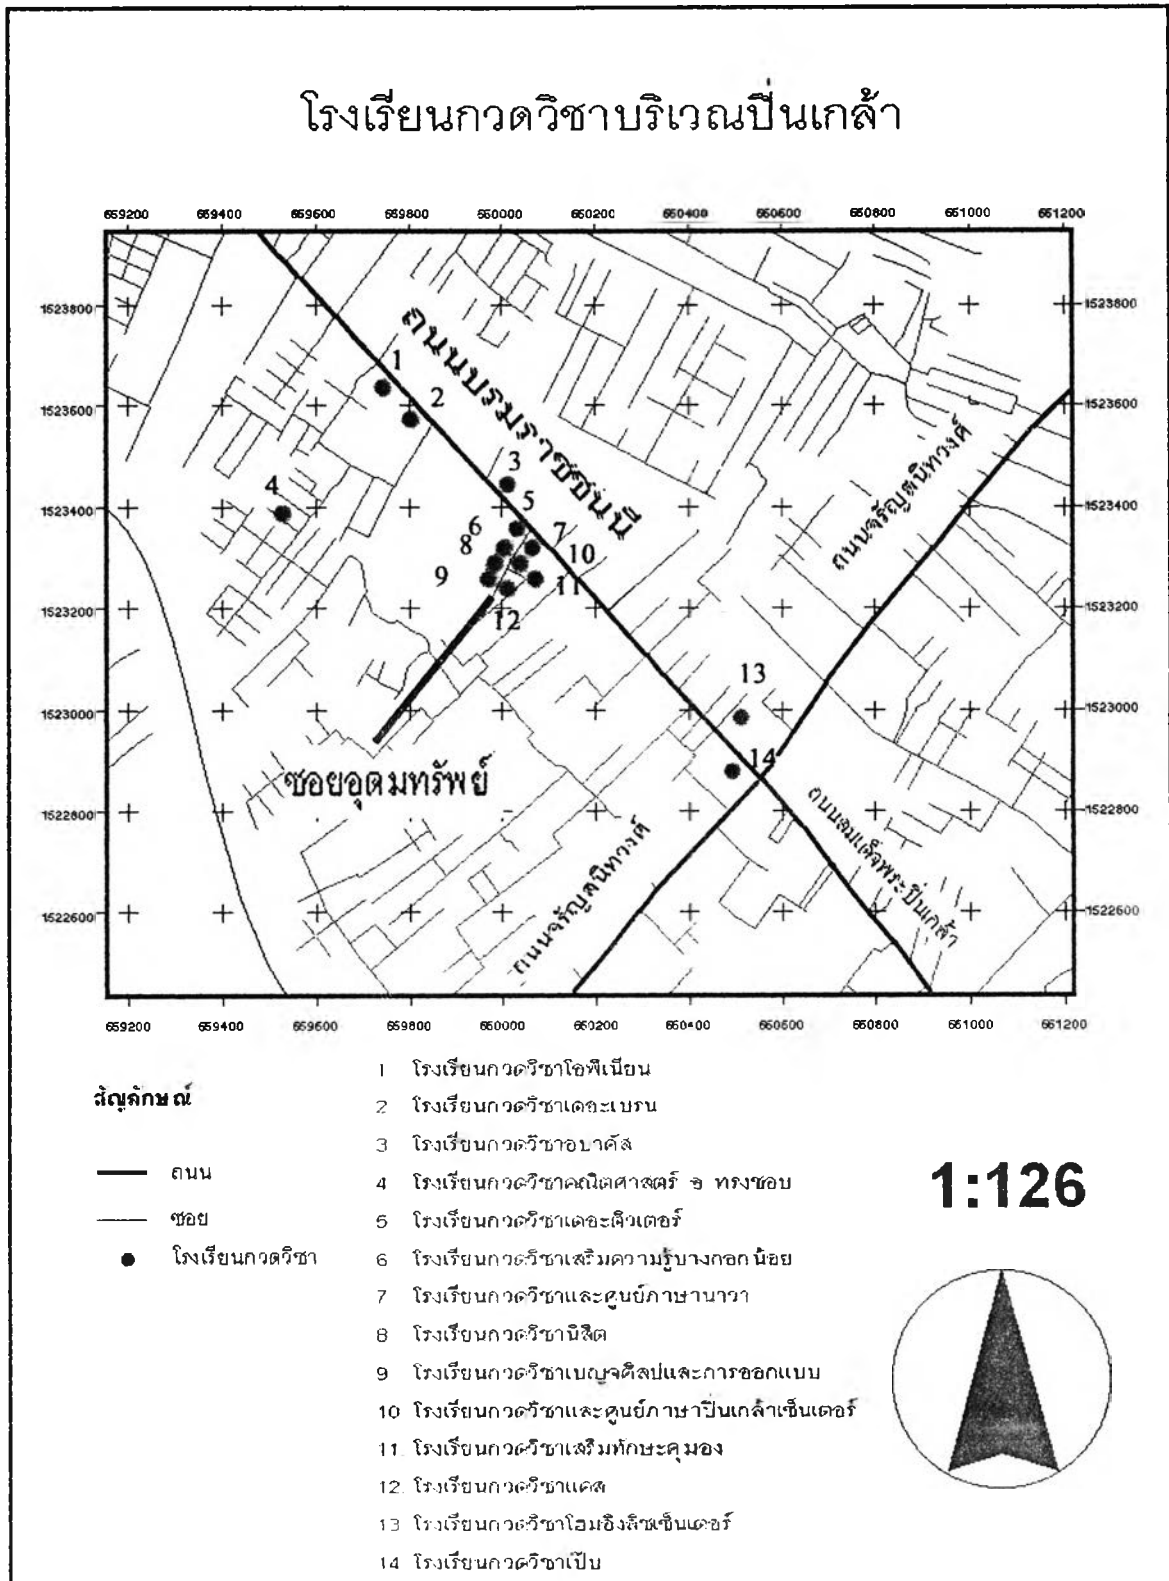 โรงเรียนกวดวิชาบริเวณปิ่นเกล้า
659200 659400 659600 659800 660000 660200 660400 660600 660800 661000 661200
1523800 1523800
ถนนบรมราชชนนี
1
2
1523600 1523600
ถนนจรัญสนิทวงศ์
3
4
5
1523400 1523400
6
7
8
10
9
11
1523200 1523200
12
13
1523000 1523000
14
ซอยอุดมทรัพย์
1522800 1522800
ถนนสมเด็จพระปิ่นเกล้า
ถนนจรัญสนิทวงศ์
1522600 1522600
659200 659400 659600 659800 660000 660200 660400 660600 660800 661000 661200
สัญลักษณ์
ถนน
ซอย
โรงเรียนกวดวิชา
1 โรงเรียนกวดวิชาโอพีเนียน
2 โรงเรียนกวดวิชาเดอะเบรน
3 โรงเรียนกวดวิชาอบาคัส
4 โรงเรียนกวดวิชาคณิตศาสตร์ อ ทรงชอบ
5 โรงเรียนกวดวิชาเดอะติวเตอร์
6 โรงเรียนกวดวิชาเสริมความรู้บางกอกน้อย
7 โรงเรียนกวดวิชาและศูนย์ภาษานาวา
8 โรงเรียนกวดวิชานิสิต
9 โรงเรียนกวดวิชาเบญจศิลปและการออกแบบ
10 โรงเรียนกวดวิชาและศูนย์ภาษาปิ่นเกล้าเซ็นเตอร์
11. โรงเรียนกวดวิชาเสริมทักษะคุมอง
12. โรงเรียนกวดวิชาแคส
13 โรงเรียนกวดวิชาโฮมอิงลิชเซ็นเตอร์
14 โรงเรียนกวดวิชาเป๊บ
1:126